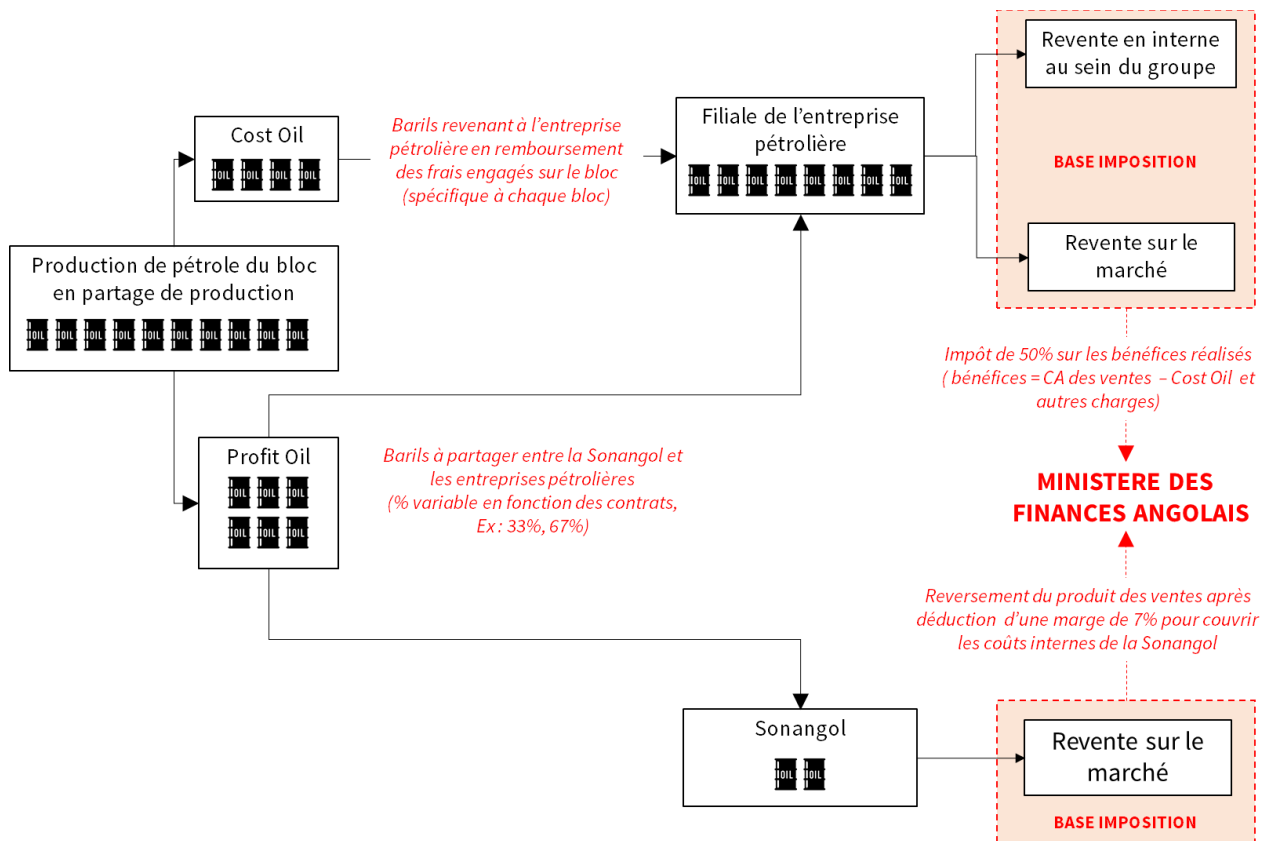 Cost Oil
OIL OIL OIL OIL
Barils revenant à l’entreprise
pétrolière en remboursement
des frais engagés sur le bloc
(spécifique à chaque bloc)
Filiale de l’entreprise
pétrolière
OIL OIL OIL OIL OIL OIL OIL OIL
Revente en interne
au sein du groupe
BASE IMPOSITION
Revente sur le
marché
Production de pétrole du bloc
en partage de production
OIL OIL OIL OIL OIL OIL OIL OIL OIL OIL
Impôt de 50% sur les bénéfices réalisés
( bénéfices = CA des ventes – Cost Oil et
autres charges)
Profit Oil
OIL OIL OIL
OIL OIL OIL
Barils à partager entre la Sonangol et
les entreprises pétrolières
(% variable en fonction des contrats,
Ex : 33%, 67%)
MINISTERE DES
FINANCES ANGOLAIS
Reversement du produit des ventes après
déduction d’une marge de 7% pour couvrir
les coûts internes de la Sonangol
Sonangol
OIL OIL
Revente sur le
marché
BASE IMPOSITION